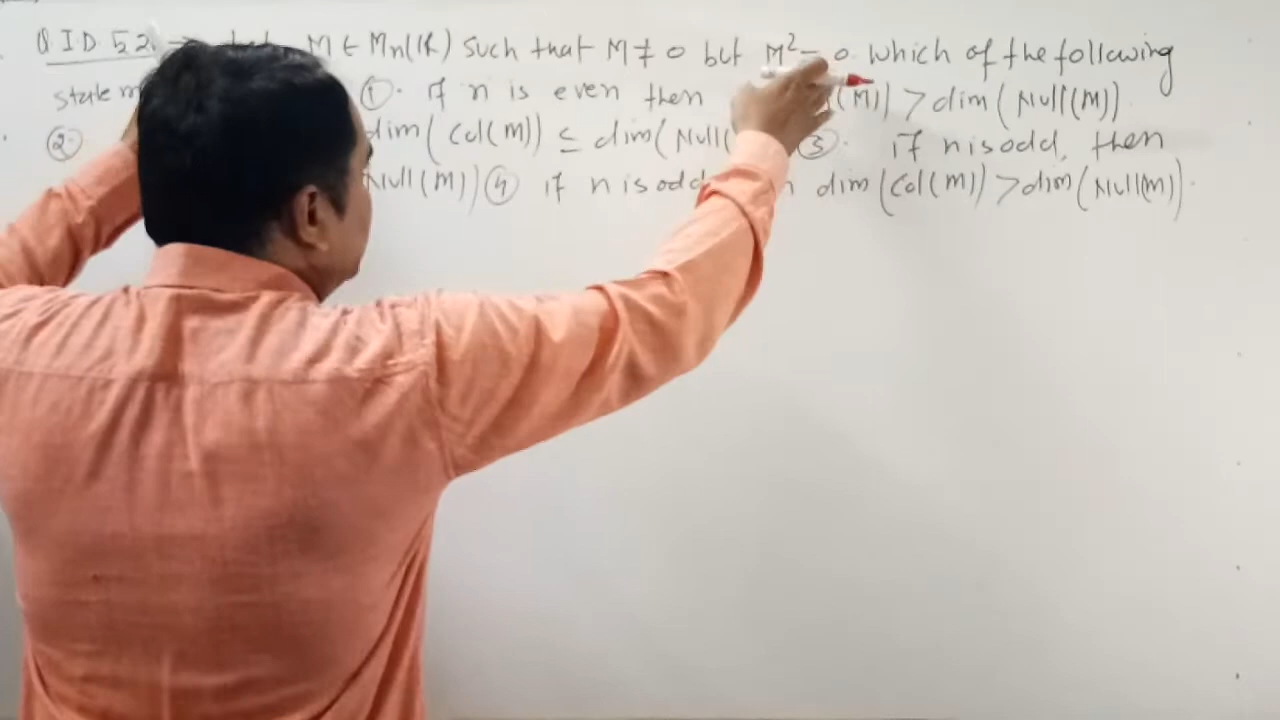 Q.ID.52. M ∈ Mn(R) such that M ≠ 0 but M²= 0 which of the following
①. if n is even then (M)) > dim(Null(M))
② dim(Col(M)) ≤ dim(Null ③. if n is odd, then
Null(M)) ④ if n is odd dim(Col(M)) > dim(Null(M)).